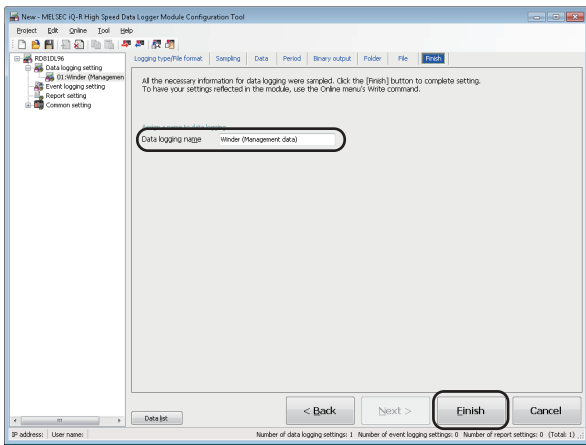 New - MELSEC iQ-R High Speed Data Logger Module Configuration Tool
Project Edit Online Tool Help
RD81DL96
Data logging setting
01:Winder (Managemen
Event logging setting
Report setting
Common setting
Logging type/File format Sampling Data Period Binary output Folder File Finish
All the necessary information for data logging were sampled. Click the [Finish] button to complete setting.
To have your settings reflected in the module, use the Online menu's Write command.
Assign a name to data logging
Data logging name Winder (Management data)
Data list
< Back Next > Finish Cancel
IP address: User name: Number of data logging settings: 1 Number of event logging settings: 0 Number of report settings: 0 (Total: 1)